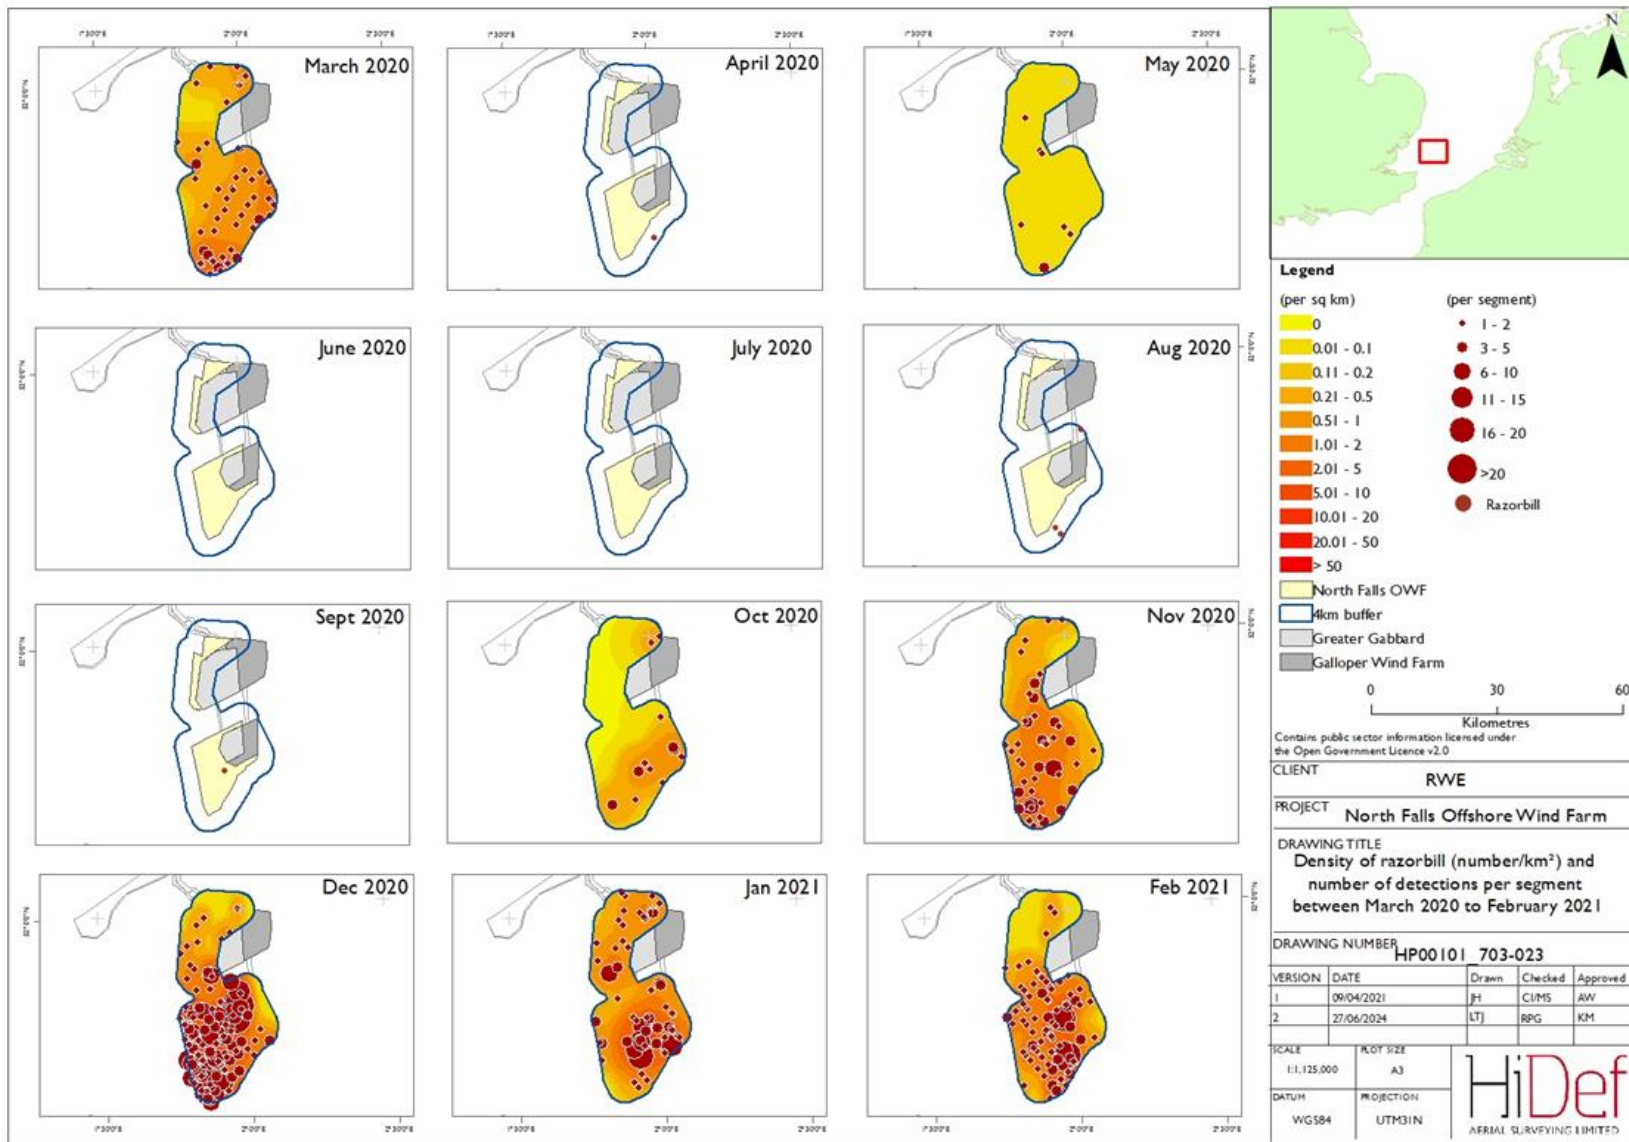 March 2020
April 2020
May 2020
June 2020
July 2020
Aug 2020
Sept 2020
Oct 2020
Nov 2020
Dec 2020
Jan 2021
Feb 2021
N
Legend
(per sq km)
0
0.01 - 0.1
0.11 - 0.2
0.21 - 0.5
0.51 - 1
1.01 - 2
2.01 - 5
5.01 - 10
10.01 - 20
20.01 - 50
> 50
North Falls OWF
4km buffer
Greater Gabbard
Galloper Wind Farm
(per segment)
1 - 2
3 - 5
6 - 10
11 - 15
16 - 20
>20
Razorbill
0 30 60
Kilometres
Contains public sector information licensed under
the Open Government Licence v2.0
CLIENT
RWE
PROJECT
North Falls Offshore Wind Farm
DRAWING TITLE
Density of razorbill (number/km²) and
number of detections per segment
between March 2020 to February 2021
DRAWING NUMBER
HP00101_703-023
VERSION DATE Drawn Checked Approved
1 09/04/2021 JH CI/MS AW
2 27/06/2024 LTJ RPG KM
SCALE
1:1,125,000
PLOT SIZE
A3
DATUM
WGS84
PROJECTION
UTM31N
HiDef
AERIAL SURVEYING LIMITED